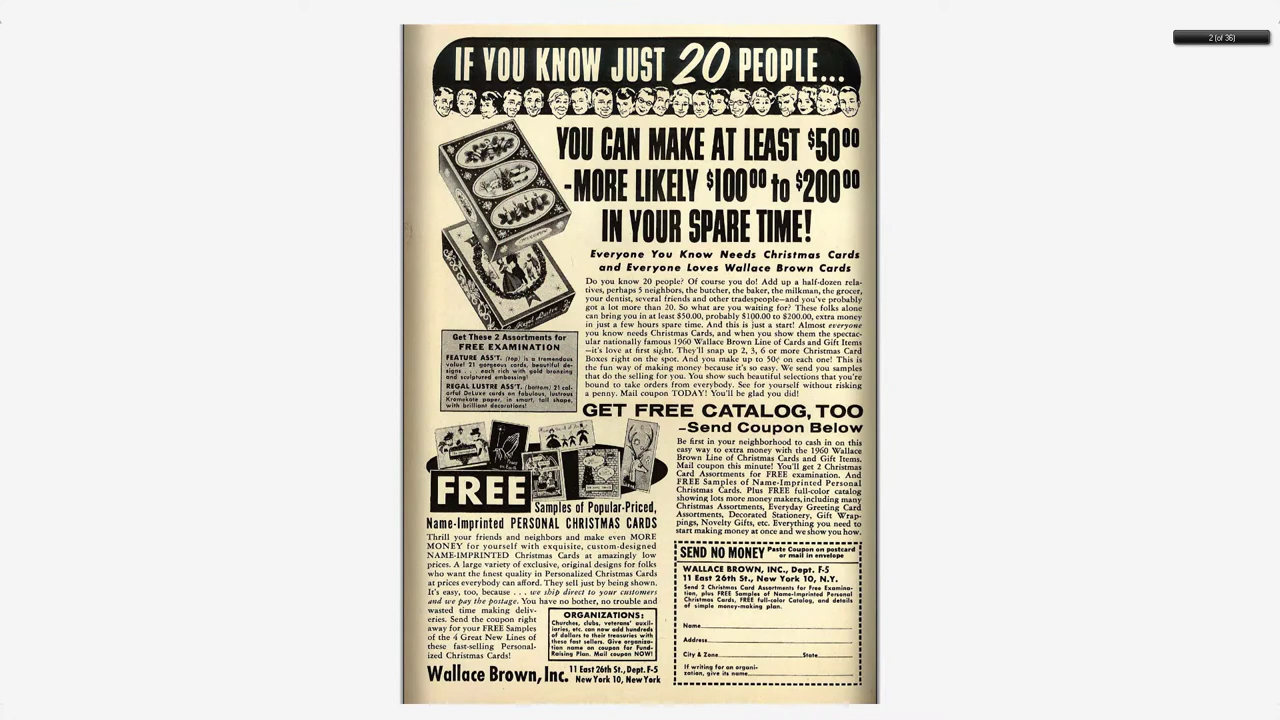 2 (of 36)
IF YOU KNOW JUST 20 PEOPLE...
YOU CAN MAKE AT LEAST $5000
-MORE LIKELY $10000 to $20000
IN YOUR SPARE TIME!
Everyone You Know Needs Christmas Cards
and Everyone Loves Wallace Brown Cards
Do you know 20 people? Of course you do! Add up a half-dozen rela-
tives, perhaps 5 neighbors, the butcher, the baker, the milkman, the grocer,
your dentist, several friends and other tradespeople—and you've probably
got a lot more than 20. So what are you waiting for? These folks alone
can bring you in at least $50.00, probably $100.00 to $200.00, extra money
in just a few hours spare time. And this is just a start! Almost everyone
you know needs Christmas Cards, and when you show them the spectac-
ular nationally famous 1960 Wallace Brown Line of Cards and Gift Items
—it's love at first sight. They'll snap up 2, 3, 6 or more Christmas Card
Boxes right on the spot. And you make up to 50¢ on each one! This is
the fun way of making money because it's so easy. We send you samples
that do the selling for you. You show such beautiful selections that you're
bound to take orders from everybody. See for yourself without risking
a penny. Mail coupon TODAY! You'll be glad you did!
Get These 2 Assortments for
FREE EXAMINATION
FEATURE ASS'T. (top) is a tremendous
value! 21 gorgeous cards, beautiful de-
signs . . . each rich with gold bronzing
and sculptured embossing!
REGAL LUSTRE ASS'T. (bottom) 21 col-
orful DeLuxe cards on fabulous, lustrous
Kromekote paper, in smart, tall shape,
with brilliant decorations!
GET FREE CATALOG, TOO
—Send Coupon Below
Be first in your neighborhood to cash in on this
easy way to extra money with the 1960 Wallace
Brown Line of Christmas Cards and Gift Items.
Mail coupon this minute! You'll get 2 Christmas
Card Assortments for FREE examination. And
FREE Samples of Name-Imprinted Personal
Christmas Cards. Plus FREE full-color catalog
showing lots more money makers, including many
Christmas Assortments, Everyday Greeting Card
Assortments, Decorated Stationery, Gift Wrap-
pings, Novelty Gifts, etc. Everything you need to
start making money at once and we show you how.
FREE
Samples of Popular-Priced,
Name-Imprinted PERSONAL CHRISTMAS CARDS
Thrill your friends and neighbors and make even MORE
MONEY for yourself with exquisite, custom-designed
NAME-IMPRINTED Christmas Cards at amazingly low
prices. A large variety of exclusive, original designs for folks
who want the finest quality in Personalized Christmas Cards
at prices everybody can afford. They sell just by being shown.
It's easy, too, because . . . we ship direct to your customers
and we pay the postage. You have no bother, no trouble and
wasted time making deliv-
eries. Send the coupon right
away for your FREE Samples
of the 4 Great New Lines of
these fast-selling Personal-
ized Christmas Cards!
ORGANIZATIONS:
Churches, clubs, veterans' auxil-
iaries, etc. can now add hundreds
of dollars to their treasuries with
these fast sellers. Give organiza-
tion name on coupon for Fund-
Raising Plan. Mail coupon NOW!
Wallace Brown, Inc. 11 East 26th St., Dept. F-5
New York 10, New York
SEND NO MONEY Paste Coupon on postcard
or mail in envelope
WALLACE BROWN, INC., Dept. F-5
11 East 26th St., New York 10, N.Y.
Send 2 Christmas Card Assortments for Free Examina-
tion, plus FREE Samples of Name-Imprinted Personal
Christmas Cards, FREE full-color Catalog, and details
of simple money-making plan.
Name
Address
City & Zone State
If writing for an organi-
zation, give its name